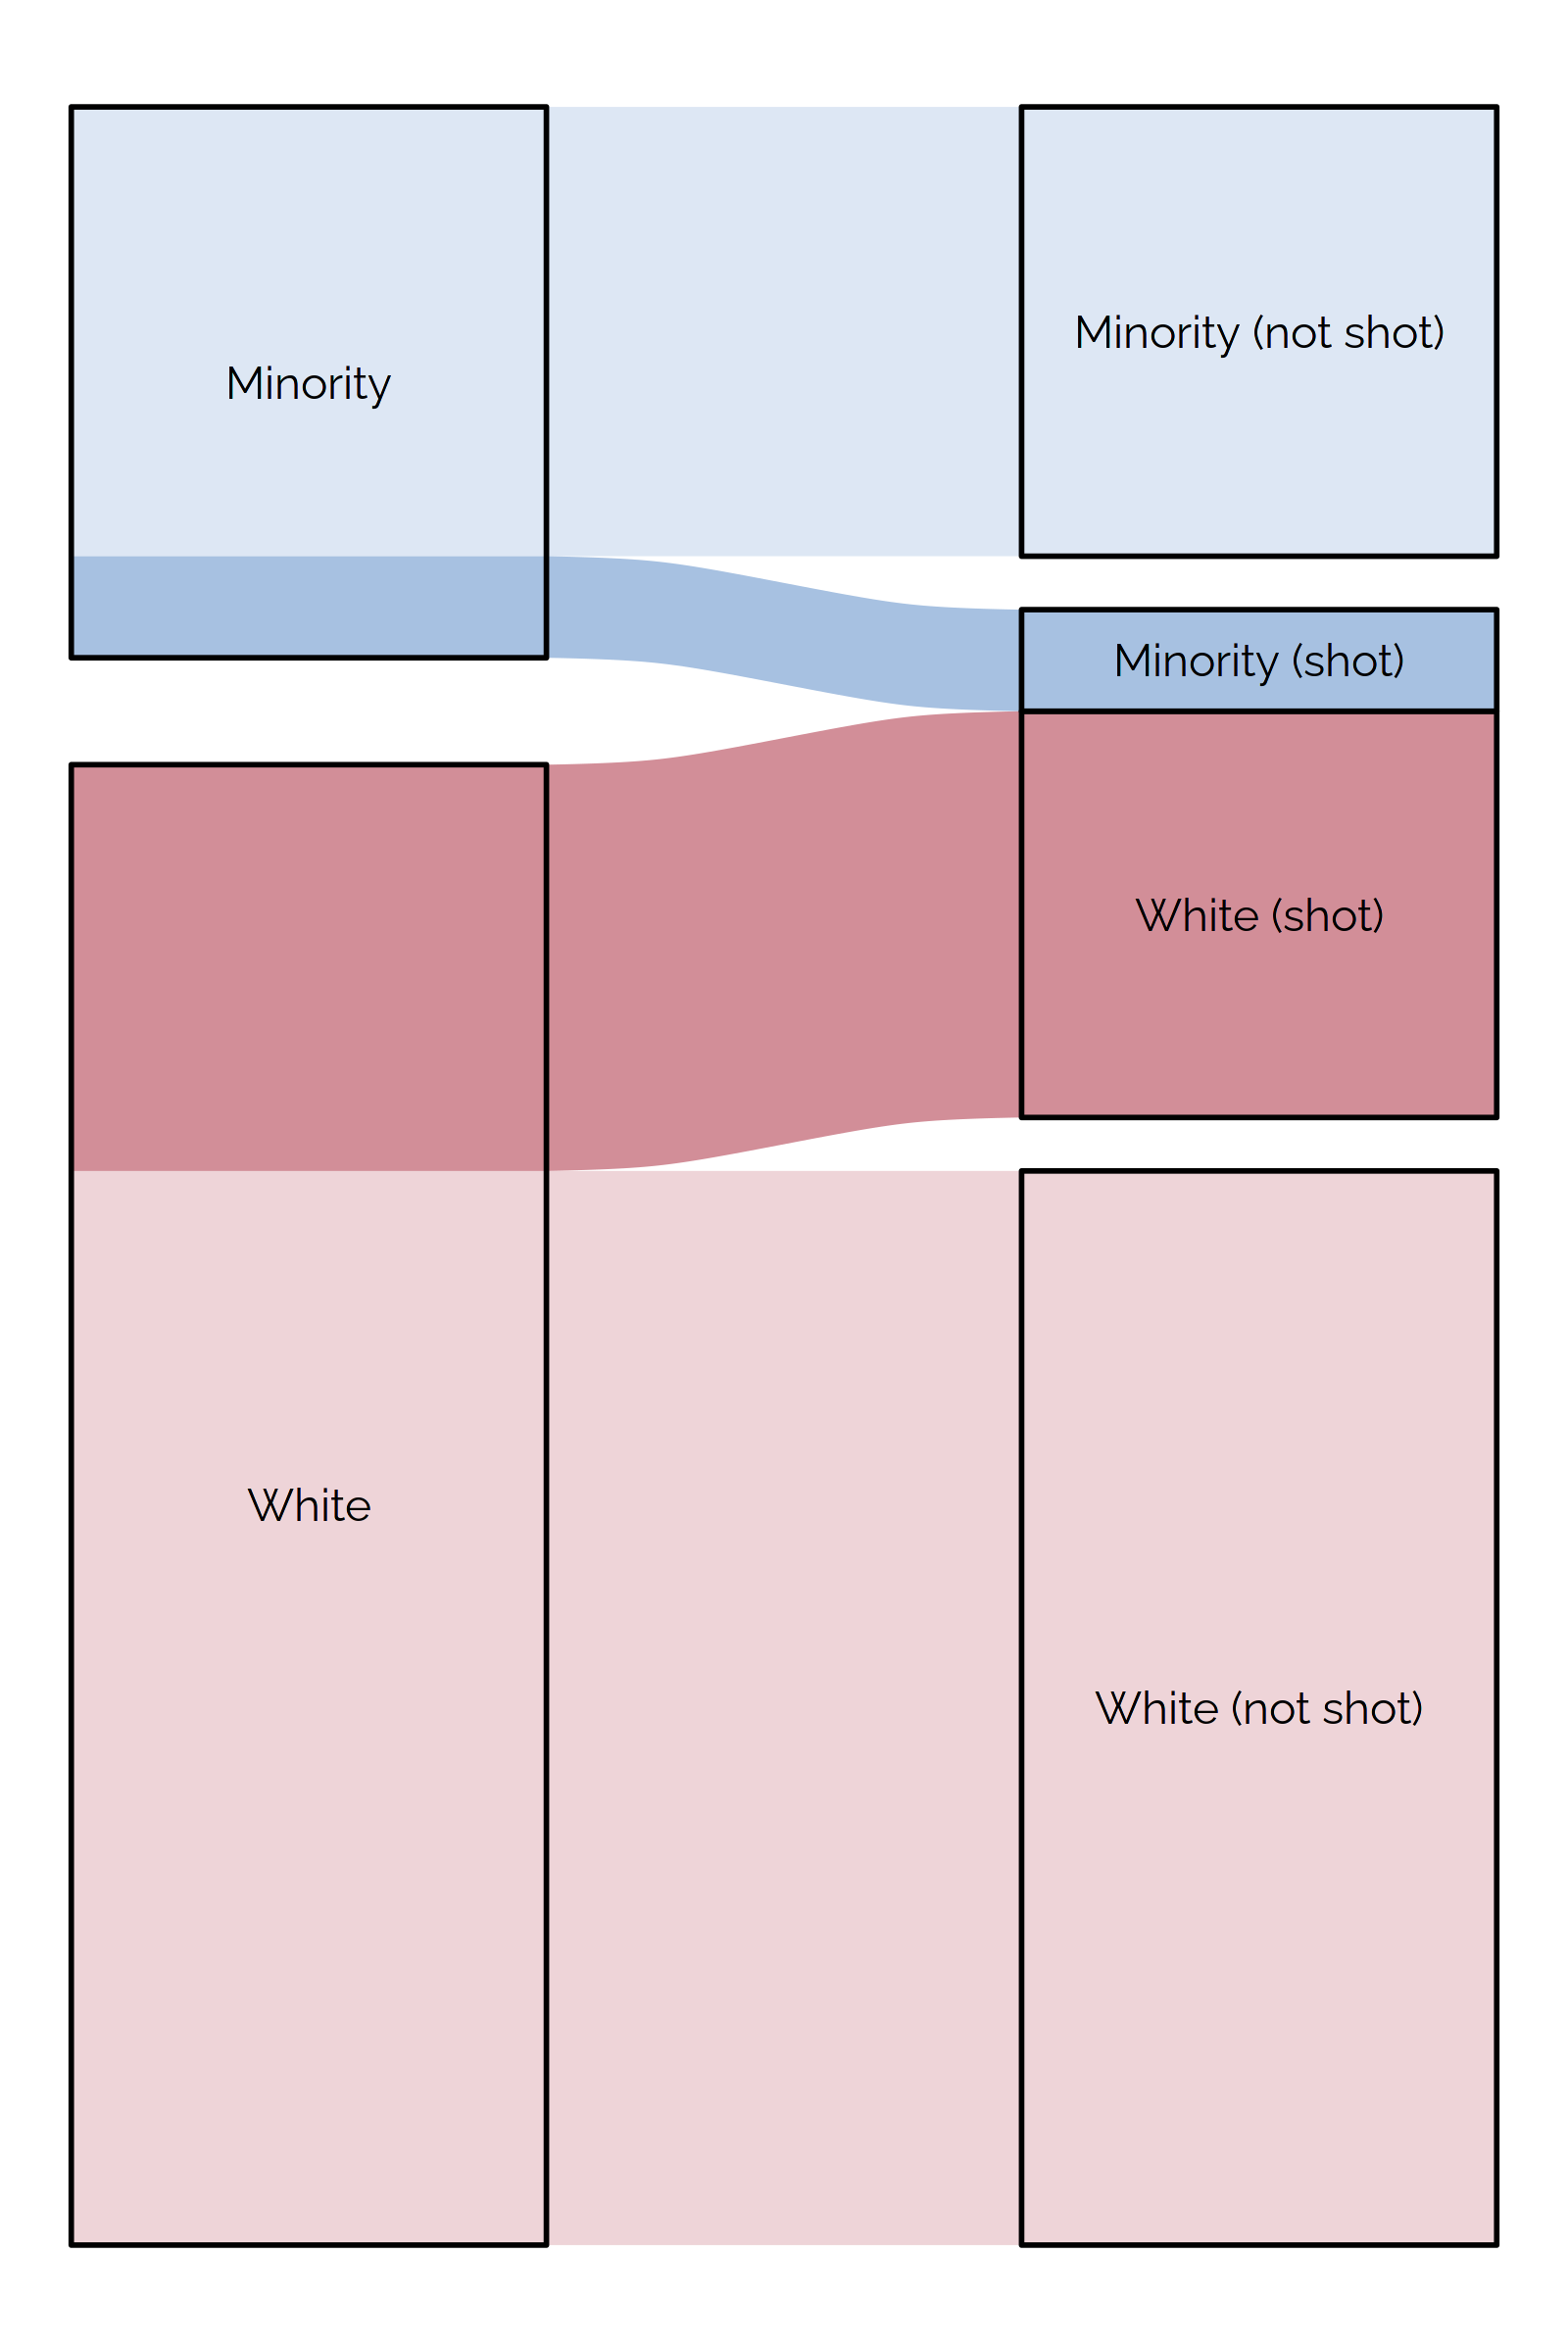 Minority
White
Minority (not shot)
Minority (shot)
White (shot)
White (not shot)